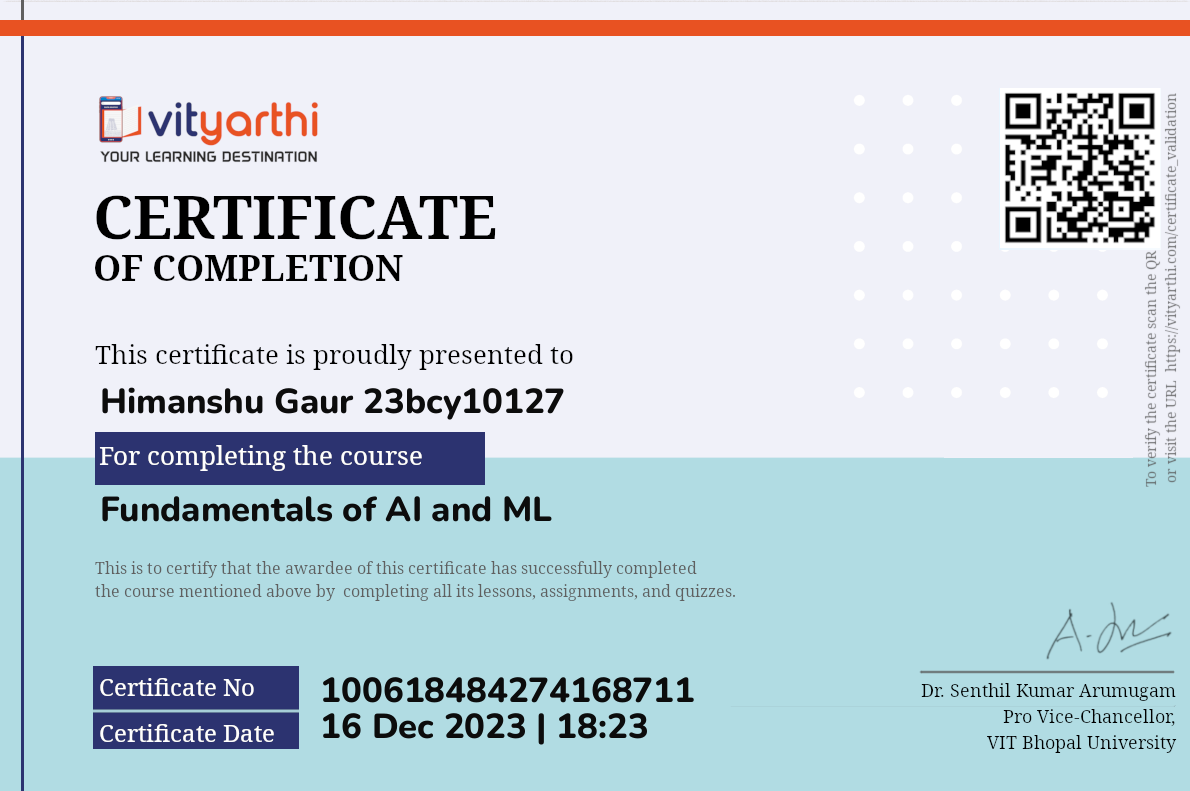 vityarthi
YOUR LEARNING DESTINATION
CERTIFICATE
OF COMPLETION
This certificate is proudly presented to
Himanshu Gaur 23bcy10127
For completing the course
Fundamentals of AI and ML
This is to certify that the awardee of this certificate has successfully completed
the course mentioned above by completing all its lessons, assignments, and quizzes.
Certificate No
100618484274168711
Certificate Date
16 Dec 2023 | 18:23
To verify the certificate scan the QR
or visit the URL https://vityarthi.com/certificate_validation
Dr. Senthil Kumar Arumugam
Pro Vice-Chancellor,
VIT Bhopal University